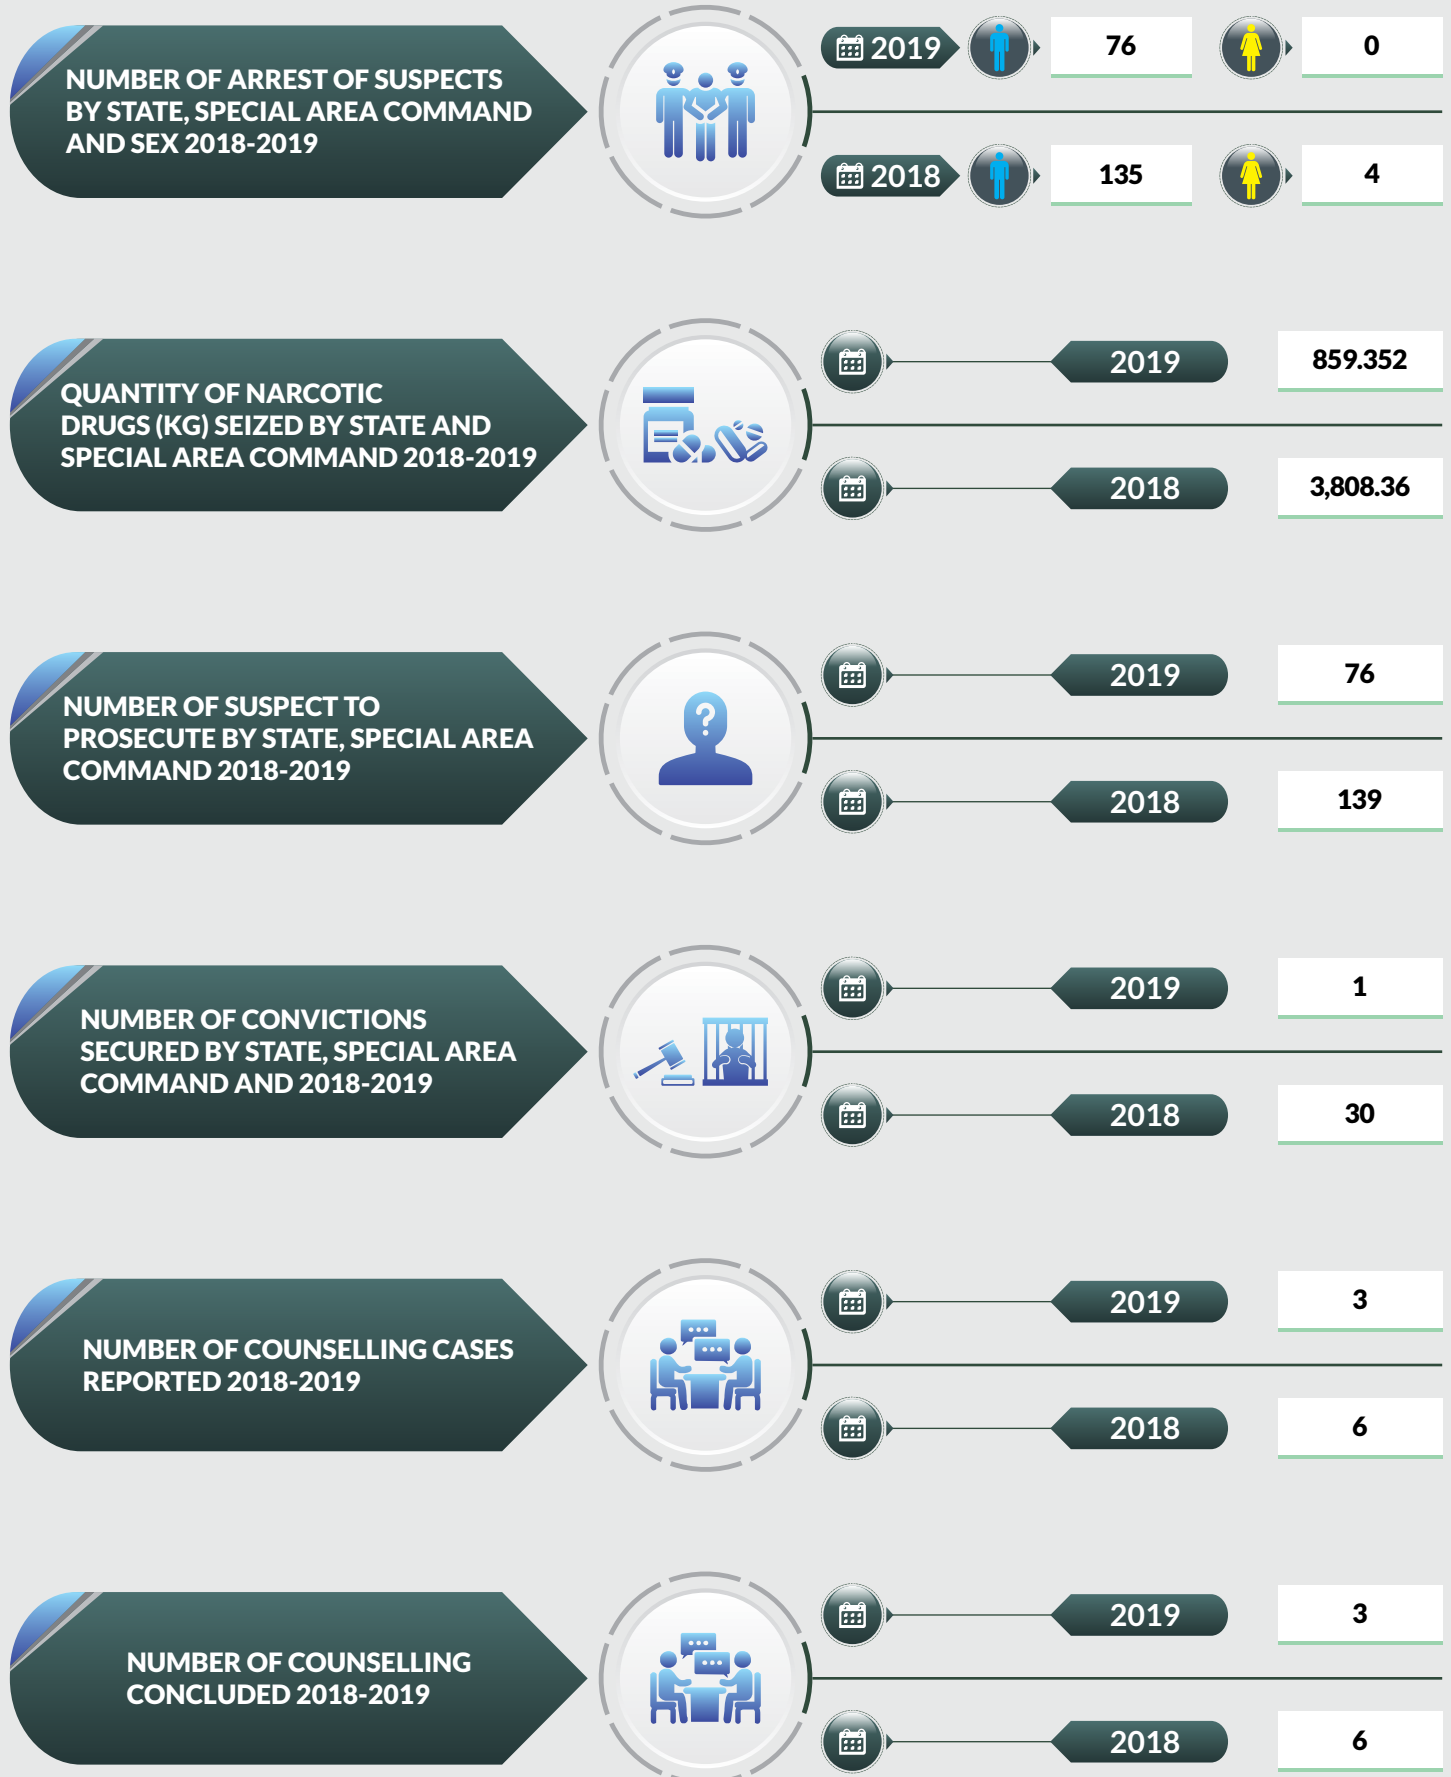 NUMBER OF ARREST OF SUSPECTS
BY STATE, SPECIAL AREA COMMAND
AND SEX 2018-2019
2019 76 0
2018 135 4
QUANTITY OF NARCOTIC
DRUGS (KG) SEIZED BY STATE AND
SPECIAL AREA COMMAND 2018-2019
2019 859.352
2018 3,808.36
NUMBER OF SUSPECT TO
PROSECUTE BY STATE, SPECIAL AREA
COMMAND 2018-2019
?
2019 76
2018 139
NUMBER OF CONVICTIONS
SECURED BY STATE, SPECIAL AREA
COMMAND AND 2018-2019
2019 1
2018 30
NUMBER OF COUNSELLING CASES
REPORTED 2018-2019
2019 3
2018 6
NUMBER OF COUNSELLING
CONCLUDED 2018-2019
2019 3
2018 6